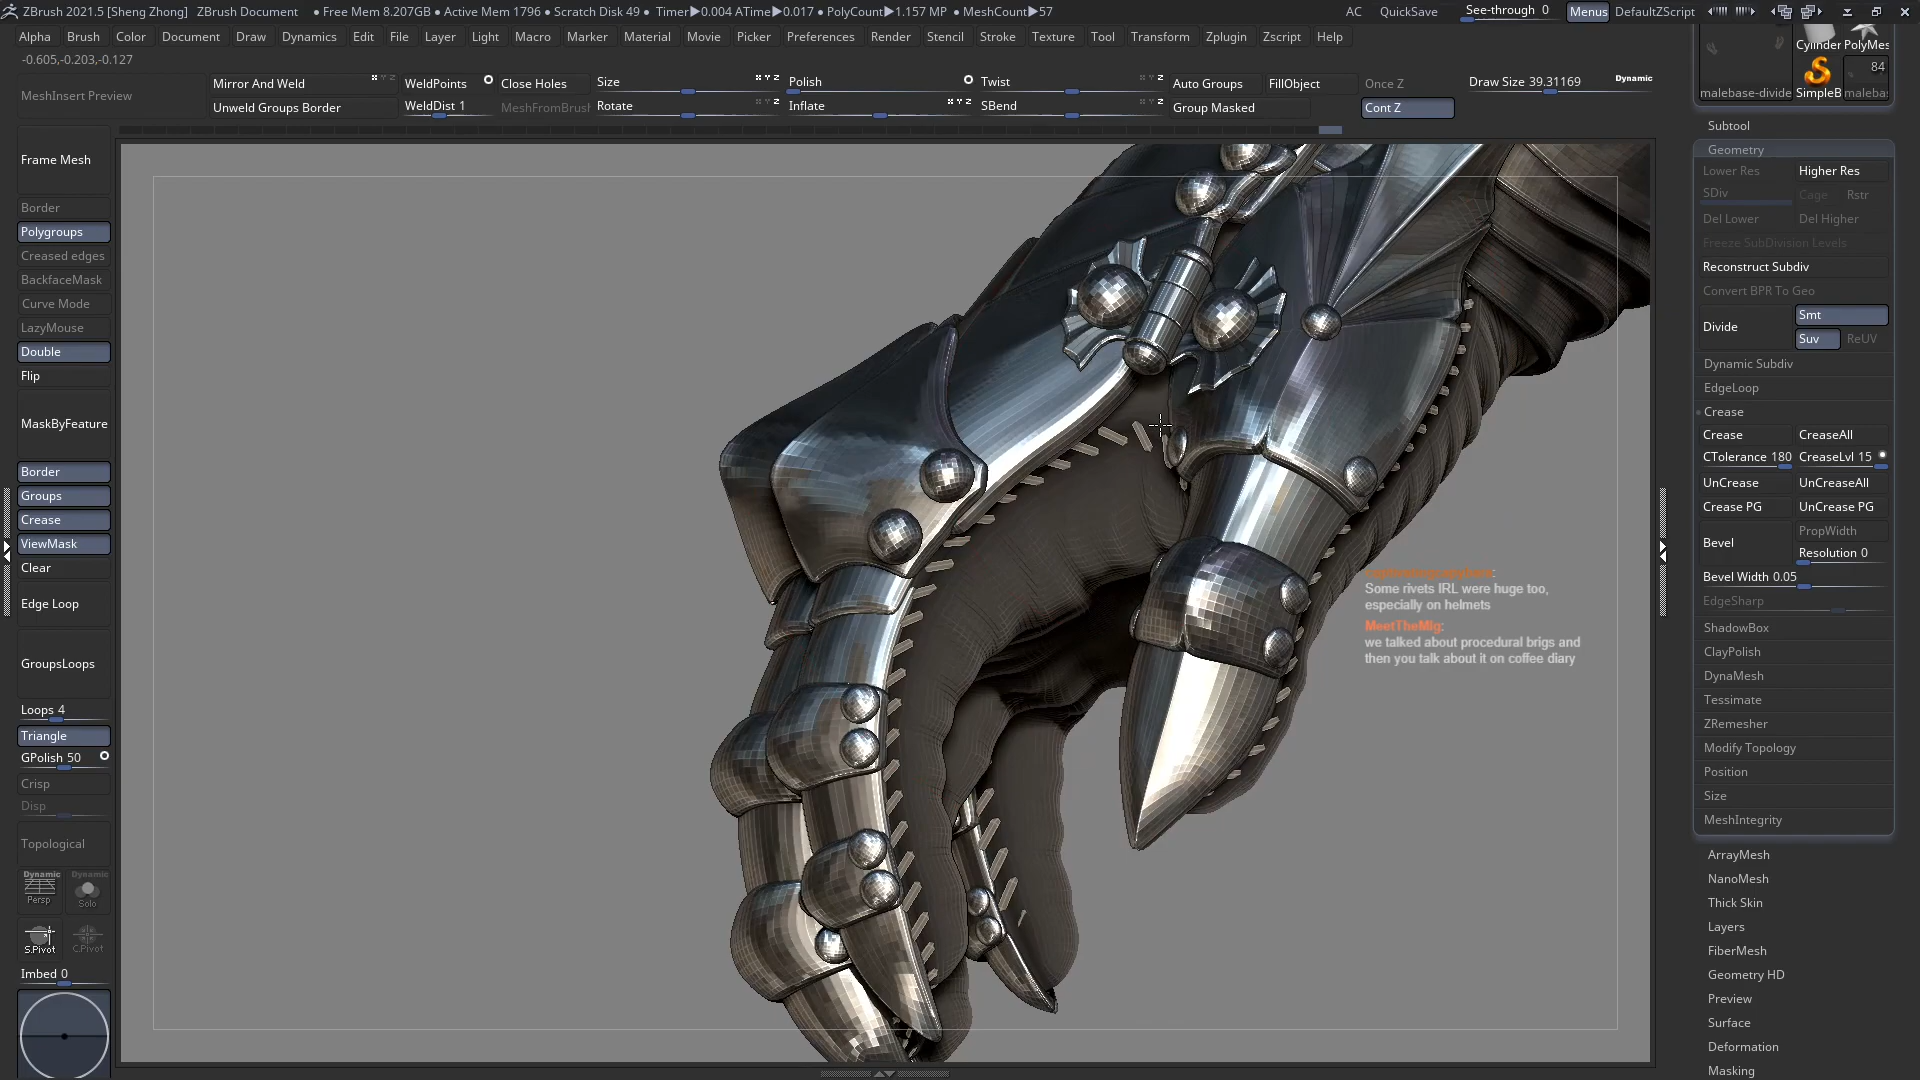 ZBrush 2021.5 [Sheng Zhong] ZBrush Document • Free Mem 8.207GB • Active Mem 1796 • Scratch Disk 49 • Timer▶0.004 ATime▶0.017 • PolyCount▶1.157 MP • MeshCount▶57 AC QuickSave See-through 0 Menus DefaultZScript
Alpha Brush Color Document Draw Dynamics Edit File Layer Light Macro Marker Material Movie Picker Preferences Render Stencil Stroke Texture Tool Transform Zplugin Zscript Help
-0.605,-0.203,-0.127
MeshInsert Preview
Mirror And Weld WeldPoints Close Holes Size Polish Twist Auto Groups FillObject Once Z Draw Size 39.31169 Dynamic
Unweld Groups Border WeldDist 1 MeshFromBrush Rotate Inflate SBend Group Masked Cont Z
Frame Mesh
Border
Polygroups
Creased edges
BackfaceMask
Curve Mode
LazyMouse
Double
Flip
MaskByFeature
Border
Groups
Crease
ViewMask
Clear
Edge Loop
GroupsLoops
Loops 4
Triangle
GPolish 50
Crisp
Disp
Topological
Dynamic Dynamic
Persp Solo
S.Pivot C.Pivot
Imbed 0
Some rivets IRL were huge too,
especially on helmets
MeetTheMig:
we talked about procedural brigs and
then you talk about it on coffee diary
Cylinder PolyMes
84
malebase-divide SimpleB malebas
Subtool
Geometry
Lower Res Higher Res
SDiv Cage Rstr
Del Lower Del Higher
Freeze SubDivision Levels
Reconstruct Subdiv
Convert BPR To Geo
Divide Smt
Suv ReUV
Dynamic Subdiv
EdgeLoop
Crease
Crease CreaseAll
CTolerance 180 CreaseLvl 15
UnCrease UnCreaseAll
Crease PG UnCrease PG
Bevel PropWidth
Resolution 0
Bevel Width 0.05
EdgeSharp
ShadowBox
ClayPolish
DynaMesh
Tessimate
ZRemesher
Modify Topology
Position
Size
MeshIntegrity
ArrayMesh
NanoMesh
Thick Skin
Layers
FiberMesh
Geometry HD
Preview
Surface
Deformation
Masking